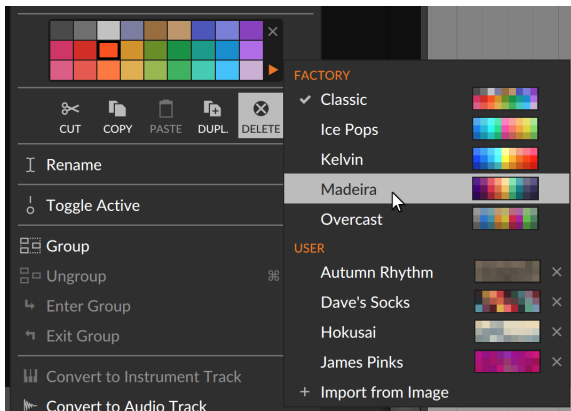 CUT COPY PASTE DUPL. DELETE
Rename
Toggle Active
Group
Ungroup ⌘
Enter Group
Exit Group
Convert to Instrument Track
Convert to Audio Track
FACTORY
Classic
Ice Pops
Kelvin
Madeira
Overcast
USER
Autumn Rhythm
Dave's Socks
Hokusai
James Pinks
+ Import from Image